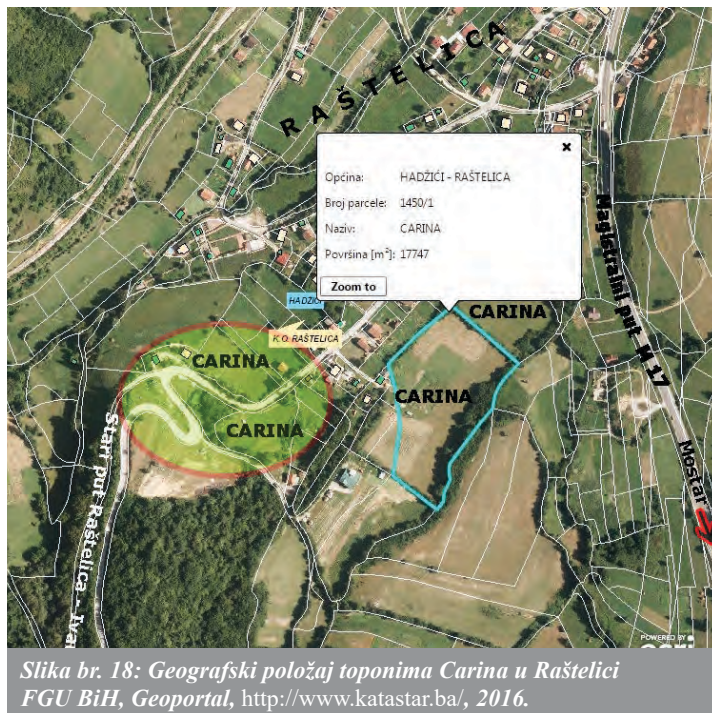 RAŠTELICA
×
Općina: HADŽIĆI - RAŠTELICA
Broj parcele: 1450/1
Naziv: CARINA
Površina [m²]: 17747
Zoom to
HADŽIĆI
K.O. RAŠTELICA
CARINA
CARINA
CARINA
CARINA
Magistralni put M 17
Mostar
Stari put Raštelica - Ivan
POWERED BY
esri
Slika br. 18: Geografski položaj toponima Carina u Raštelici
FGU BiH, Geoportal, http://www.katastar.ba/, 2016.